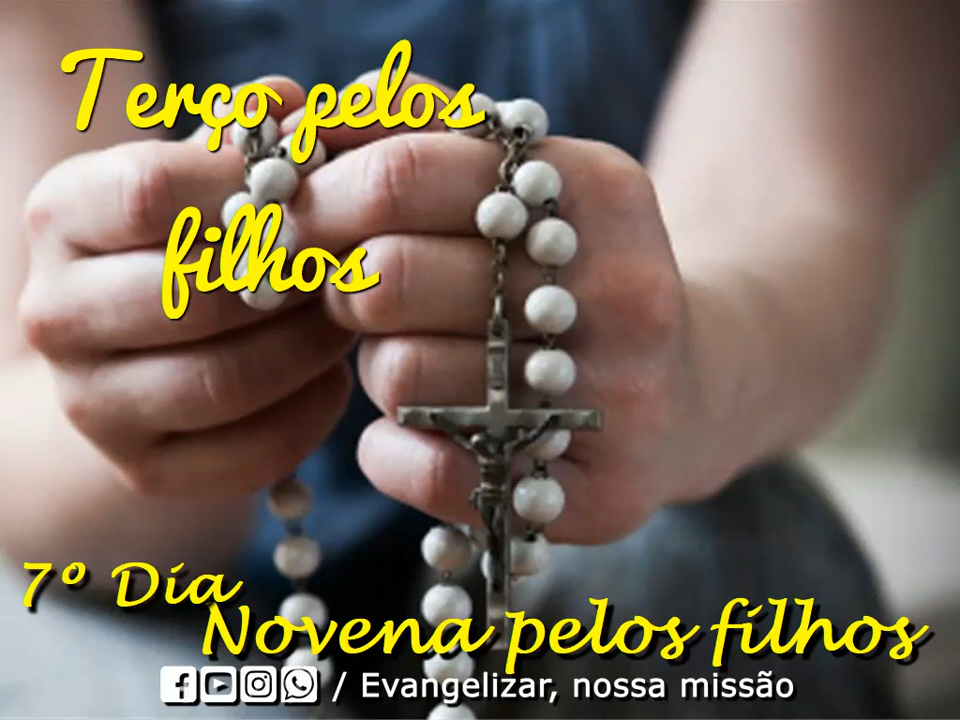 Terço pelos
filhos
7º Dia
Novena pelos filhos
/ Evangelizar, nossa missão